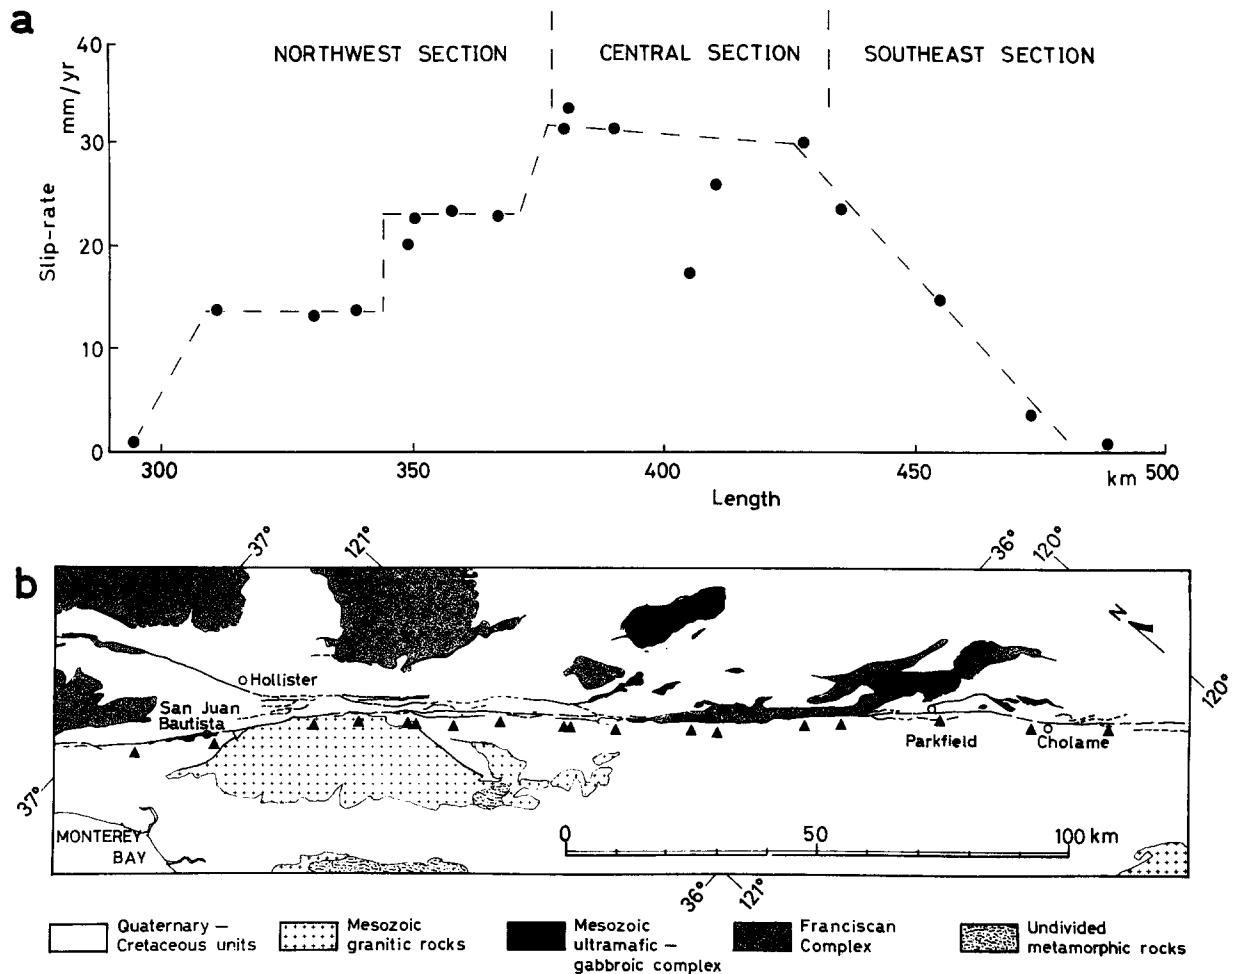 a
NORTHWEST SECTION
CENTRAL SECTION
SOUTHEAST SECTION
40
30
20
10
0
Slip-rate mm/yr
300
350
400
450
km 500
Length
b
37°
121°
36°
120°
N
Hollister
San Juan
Bautista
Parkfield
Cholame
120°
37°
MONTEREY
BAY
0
50
100 km
36°
121°
Quaternary –
Cretaceous units
Mesozoic
granitic rocks
Mesozoic
ultramafic –
gabbroic complex
Franciscan
Complex
Undivided
metamorphic rocks